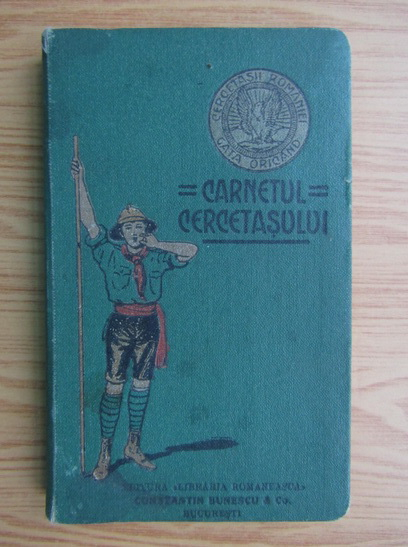 CERCETAȘII ROMÂNIEI
GATA ORICÂND
CARNETUL
CERCETAȘULUI
EDITURA «LIBRĂRIA ROMÂNEASCĂ»
CONSTANTIN BUNESCU & Co.
BUCUREȘTI